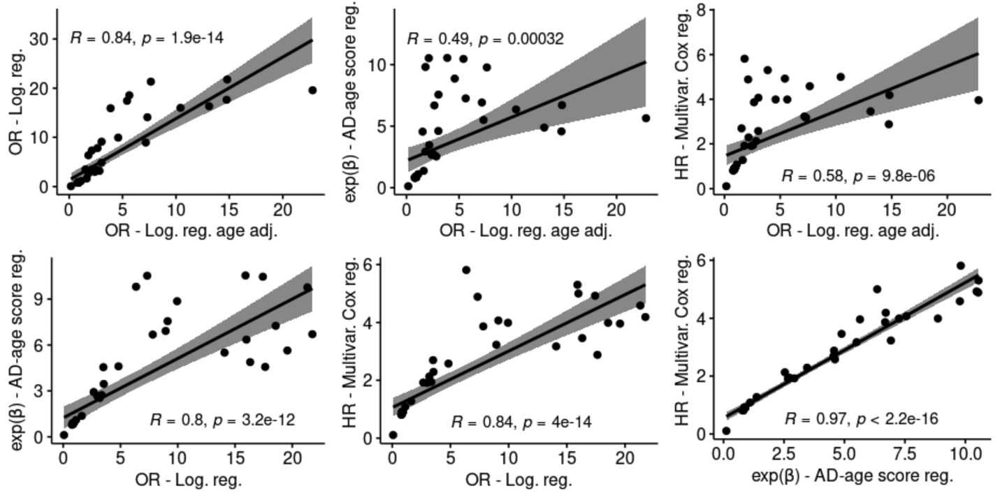 OR - Log. reg.
30
20
10
0
R = 0.84, p = 1.9e-14
0 5 10 15 20
OR - Log. reg. age adj.
exp(β) - AD-age score reg.
10
5
0
R = 0.49, p = 0.00032
0 5 10 15 20
OR - Log. reg. age adj.
HR - Multivar. Cox reg.
8
6
4
2
0
R = 0.58, p = 9.8e-06
0 5 10 15 20
OR - Log. reg. age adj.
exp(β) - AD-age score reg.
9
6
3
0
R = 0.8, p = 3.2e-12
0 5 10 15 20
OR - Log. reg.
HR - Multivar. Cox reg.
6
4
2
0
R = 0.84, p = 4e-14
0 5 10 15 20
OR - Log. reg.
HR - Multivar. Cox reg.
6
4
2
0
R = 0.97, p < 2.2e-16
0.0 2.5 5.0 7.5 10.0
exp(β) - AD-age score reg.